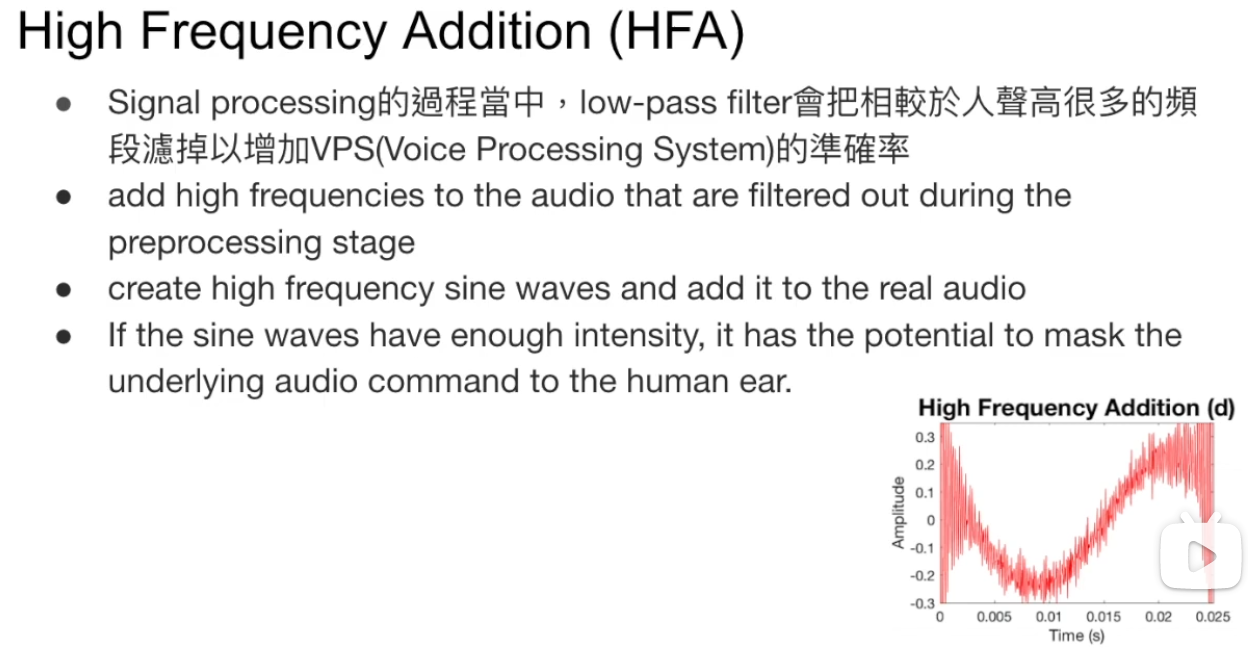 High Frequency Addition (HFA)
● Signal processing的過程當中，low-pass filter會把相較於人聲高很多的頻
段濾掉以增加VPS(Voice Processing System)的準確率
● add high frequencies to the audio that are filtered out during the
preprocessing stage
● create high frequency sine waves and add it to the real audio
● If the sine waves have enough intensity, it has the potential to mask the
underlying audio command to the human ear.
High Frequency Addition (d)
Amplitude
0.3
0.2
0.1
0
-0.1
-0.2
-0.3
0 0.005 0.01 0.015 0.02 0.025
Time (s)